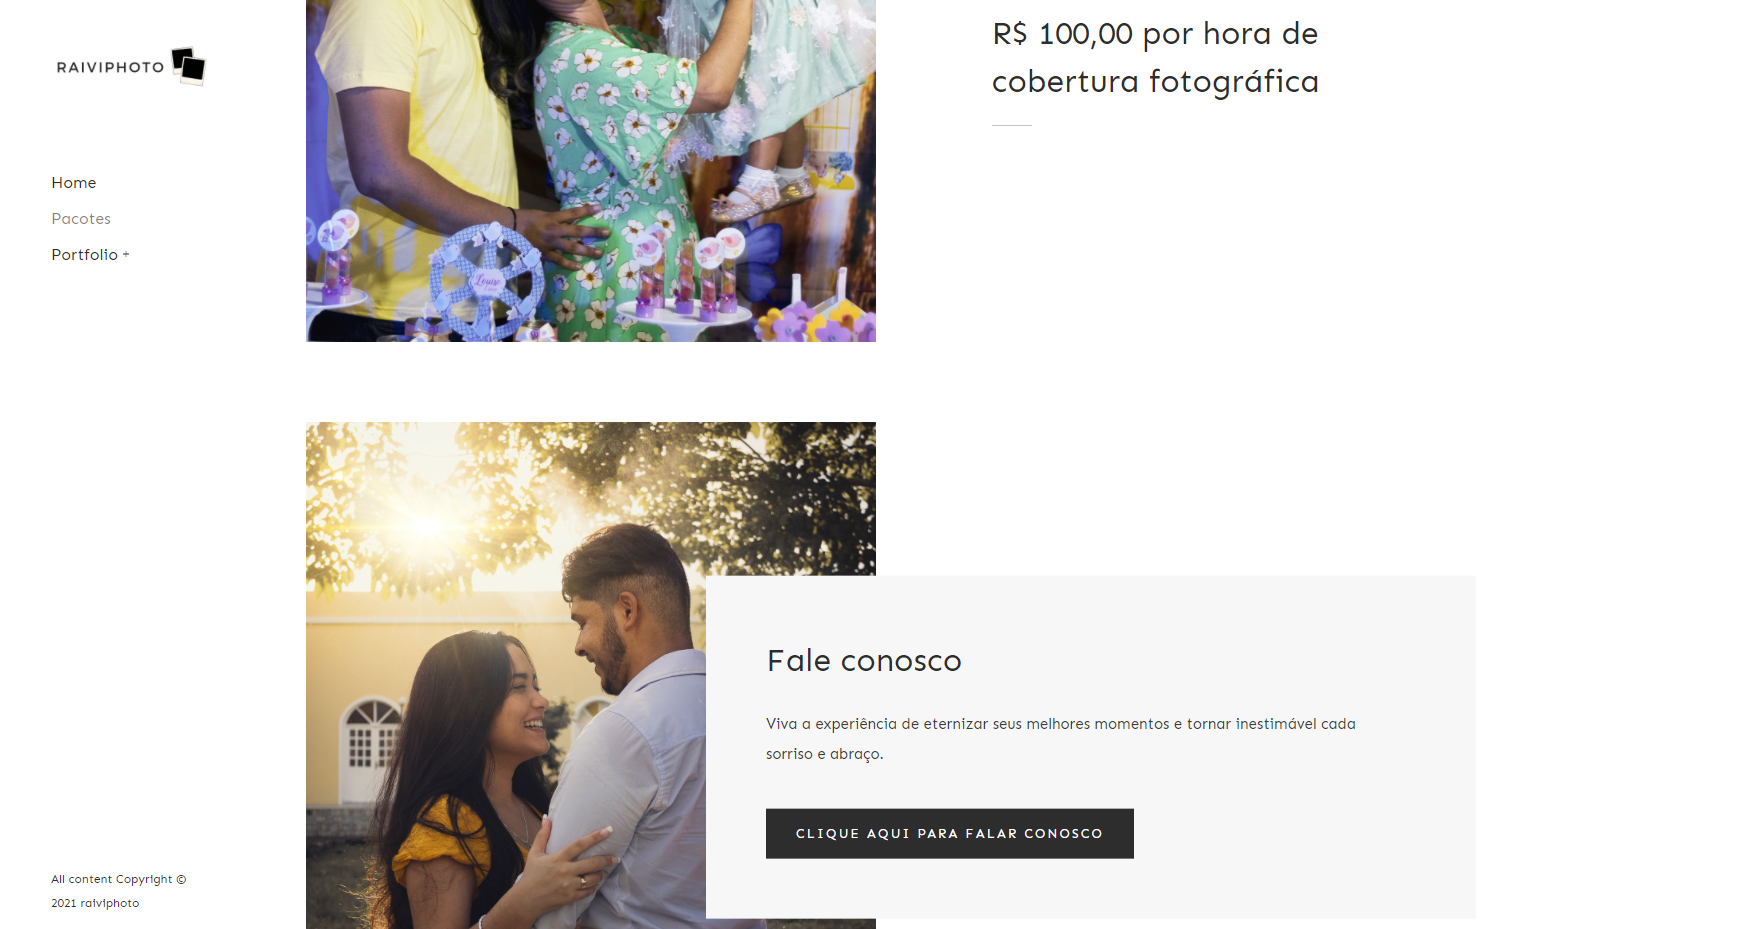 RAIVIPHOTO
Home
Pacotes
Portfolio +
All content Copyright ©
2021 raiviphoto
R$ 100,00 por hora de
cobertura fotográfica
Louise
Fale conosco
Viva a experiência de eternizar seus melhores momentos e tornar inestimável cada
sorriso e abraço.
CLIQUE AQUI PARA FALAR CONOSCO